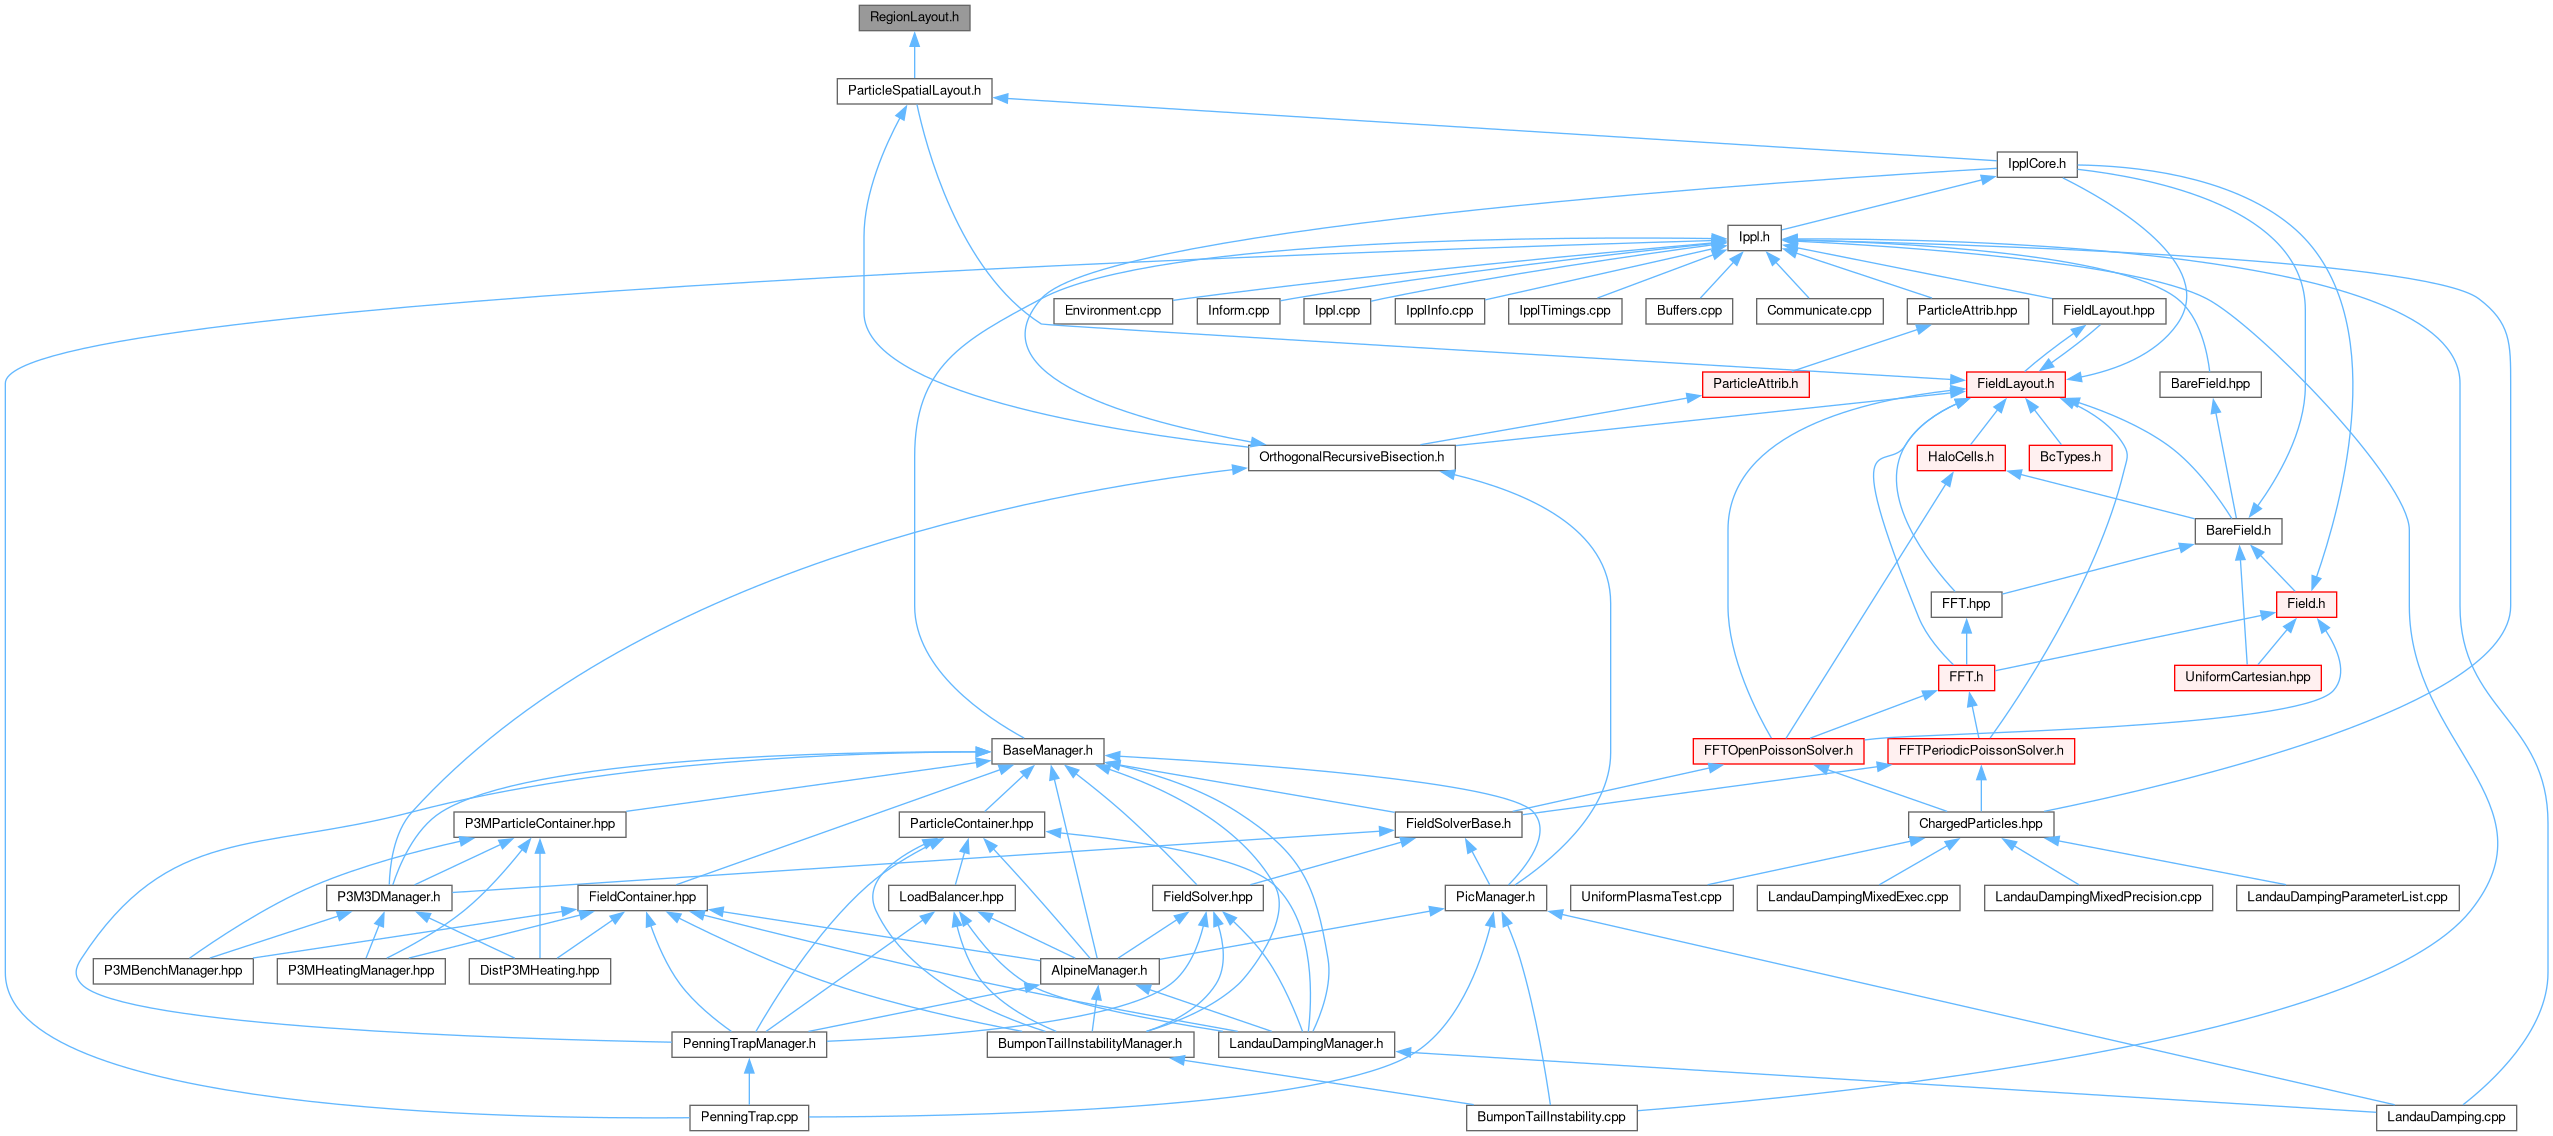 RegionLayout.h
ParticleSpatialLayout.h
IpplCore.h
Ippl.h
Environment.cpp
Inform.cpp
Ippl.cpp
IpplInfo.cpp
IpplTimings.cpp
Buffers.cpp
Communicate.cpp
ParticleAttrib.hpp
FieldLayout.hpp
ParticleAttrib.h
FieldLayout.h
BareField.hpp
OrthogonalRecursiveBisection.h
HaloCells.h
BcTypes.h
BareField.h
FFT.hpp
Field.h
FFT.h
UniformCartesian.hpp
BaseManager.h
FFTOpenPoissonSolver.h
FFTPeriodicPoissonSolver.h
P3MParticleContainer.hpp
ParticleContainer.hpp
FieldSolverBase.h
ChargedParticles.hpp
P3M3DManager.h
FieldContainer.hpp
LoadBalancer.hpp
FieldSolver.hpp
PicManager.h
UniformPlasmaTest.cpp
LandauDampingMixedExec.cpp
LandauDampingMixedPrecision.cpp
LandauDampingParameterList.cpp
P3MBenchManager.hpp
P3MHeatingManager.hpp
DistP3MHeating.hpp
AlpineManager.h
PenningTrapManager.h
BumponTailInstabilityManager.h
LandauDampingManager.h
PenningTrap.cpp
BumponTailInstability.cpp
LandauDamping.cpp